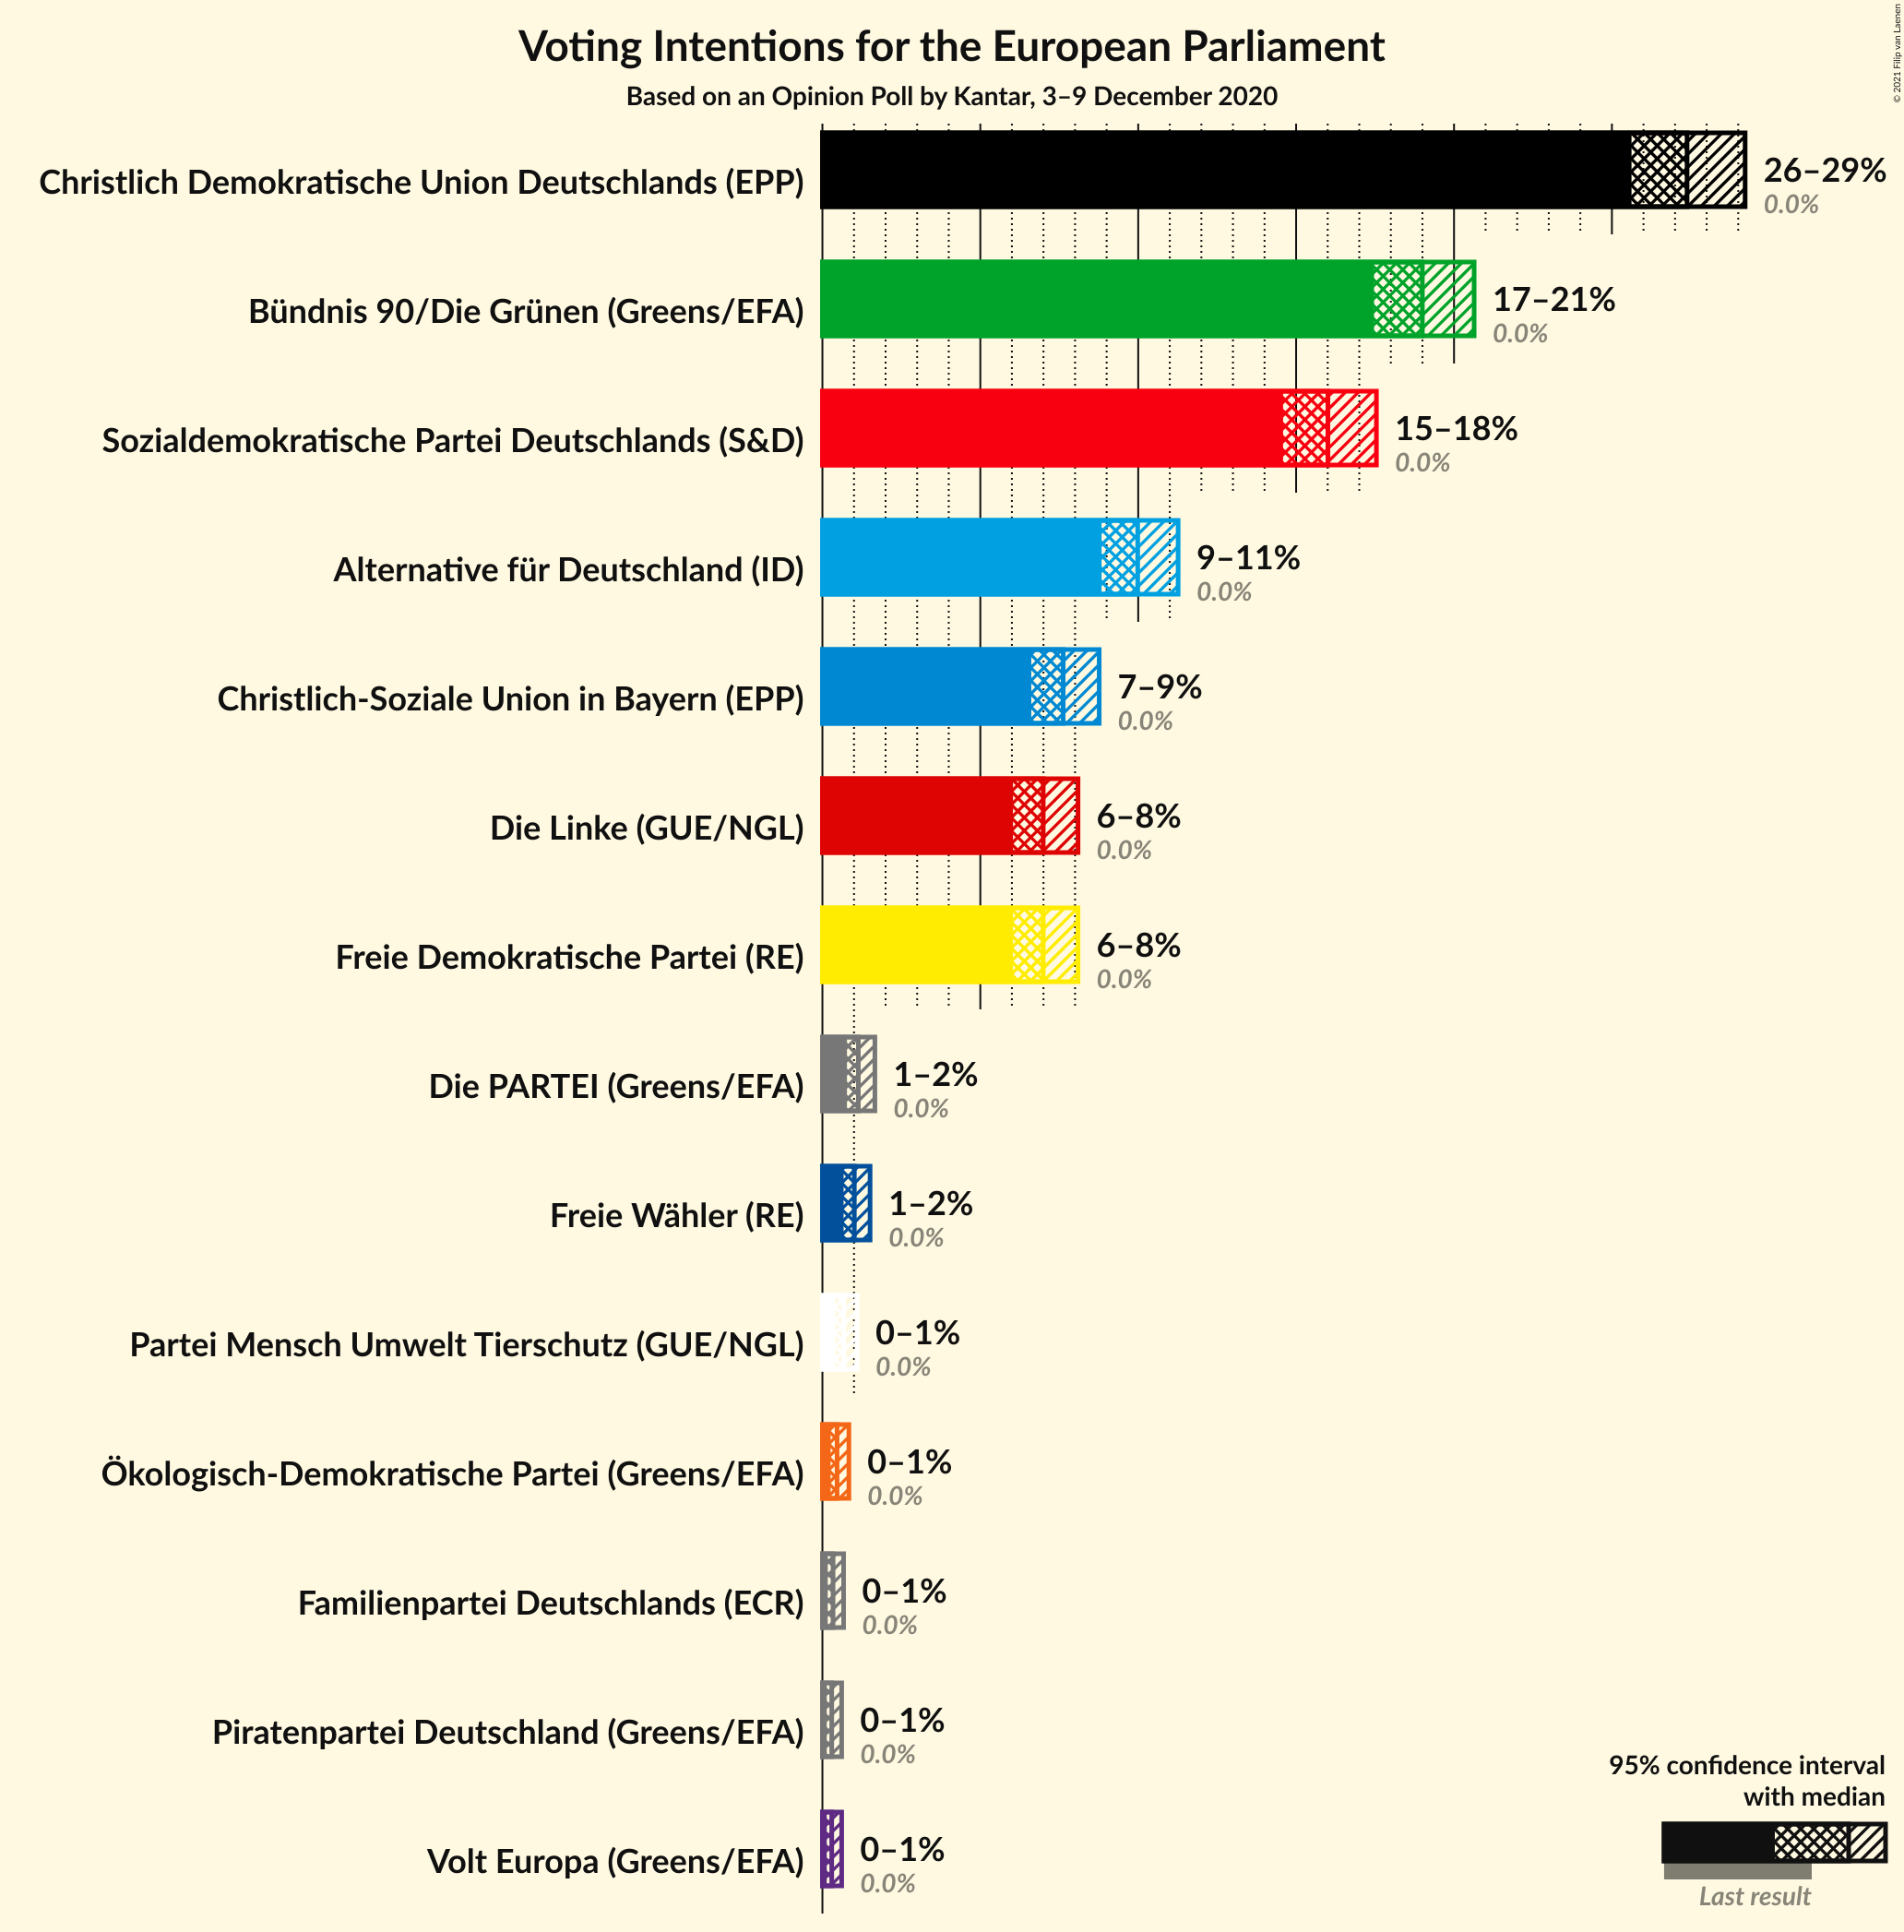 Voting Intentions for the European Parliament
Based on an Opinion Poll by Kantar, 3–9 December 2020
© 2021 Filip van Laenen
Christlich Demokratische Union Deutschlands (EPP)
26–29%
0.0%
Bündnis 90/Die Grünen (Greens/EFA)
17–21%
0.0%
Sozialdemokratische Partei Deutschlands (S&D)
15–18%
0.0%
Alternative für Deutschland (ID)
9–11%
0.0%
Christlich-Soziale Union in Bayern (EPP)
7–9%
0.0%
Die Linke (GUE/NGL)
6–8%
0.0%
Freie Demokratische Partei (RE)
6–8%
0.0%
Die PARTEI (Greens/EFA)
1–2%
0.0%
Freie Wähler (RE)
1–2%
0.0%
Partei Mensch Umwelt Tierschutz (GUE/NGL)
0–1%
0.0%
Ökologisch-Demokratische Partei (Greens/EFA)
0–1%
0.0%
Familienpartei Deutschlands (ECR)
0–1%
0.0%
Piratenpartei Deutschland (Greens/EFA)
0–1%
0.0%
Volt Europa (Greens/EFA)
0–1%
0.0%
95% confidence interval
with median
Last result